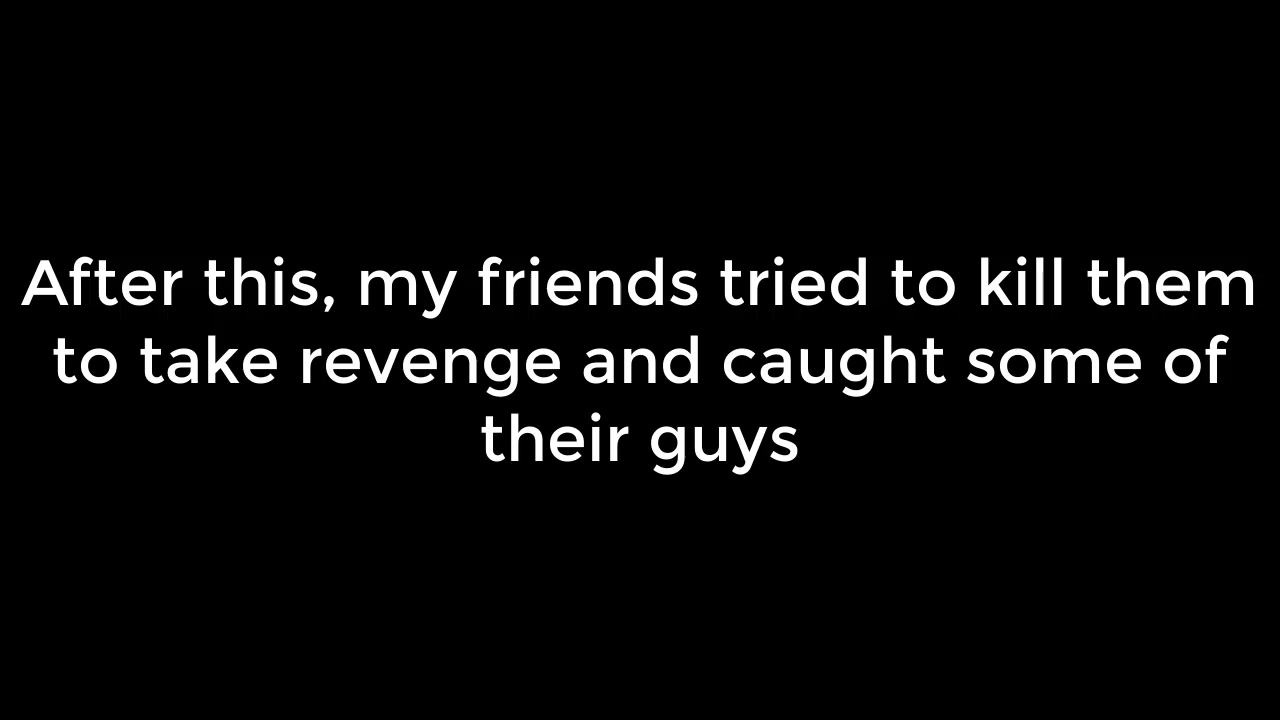 After this, my friends tried to kill them
to take revenge and caught some of
their guys